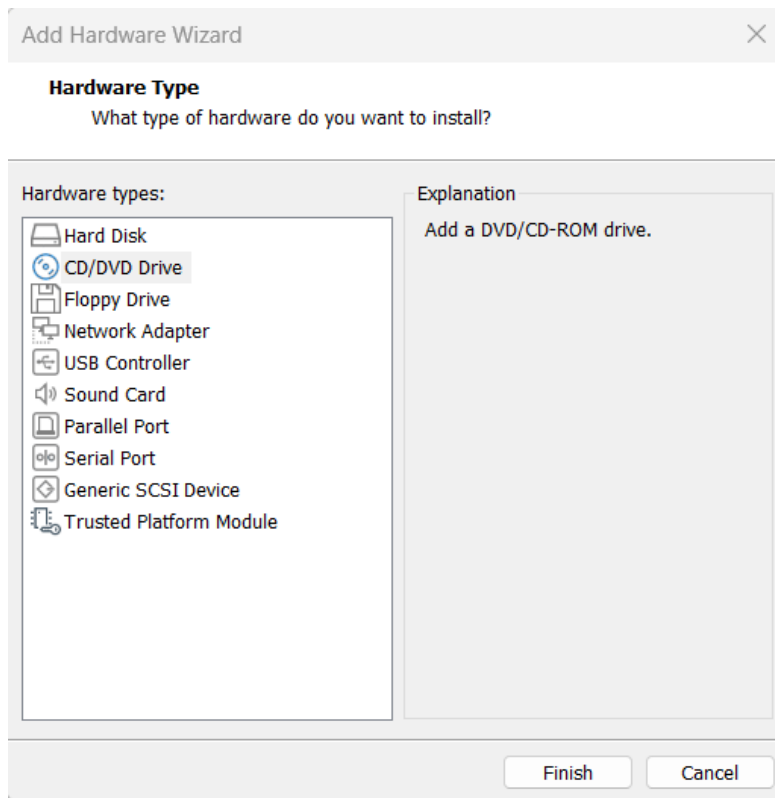 Add Hardware Wizard
Hardware Type
What type of hardware do you want to install?
Hardware types:
Hard Disk
CD/DVD Drive
Floppy Drive
Network Adapter
USB Controller
Sound Card
Parallel Port
Serial Port
Generic SCSI Device
Trusted Platform Module
Explanation
Add a DVD/CD-ROM drive.
Finish
Cancel